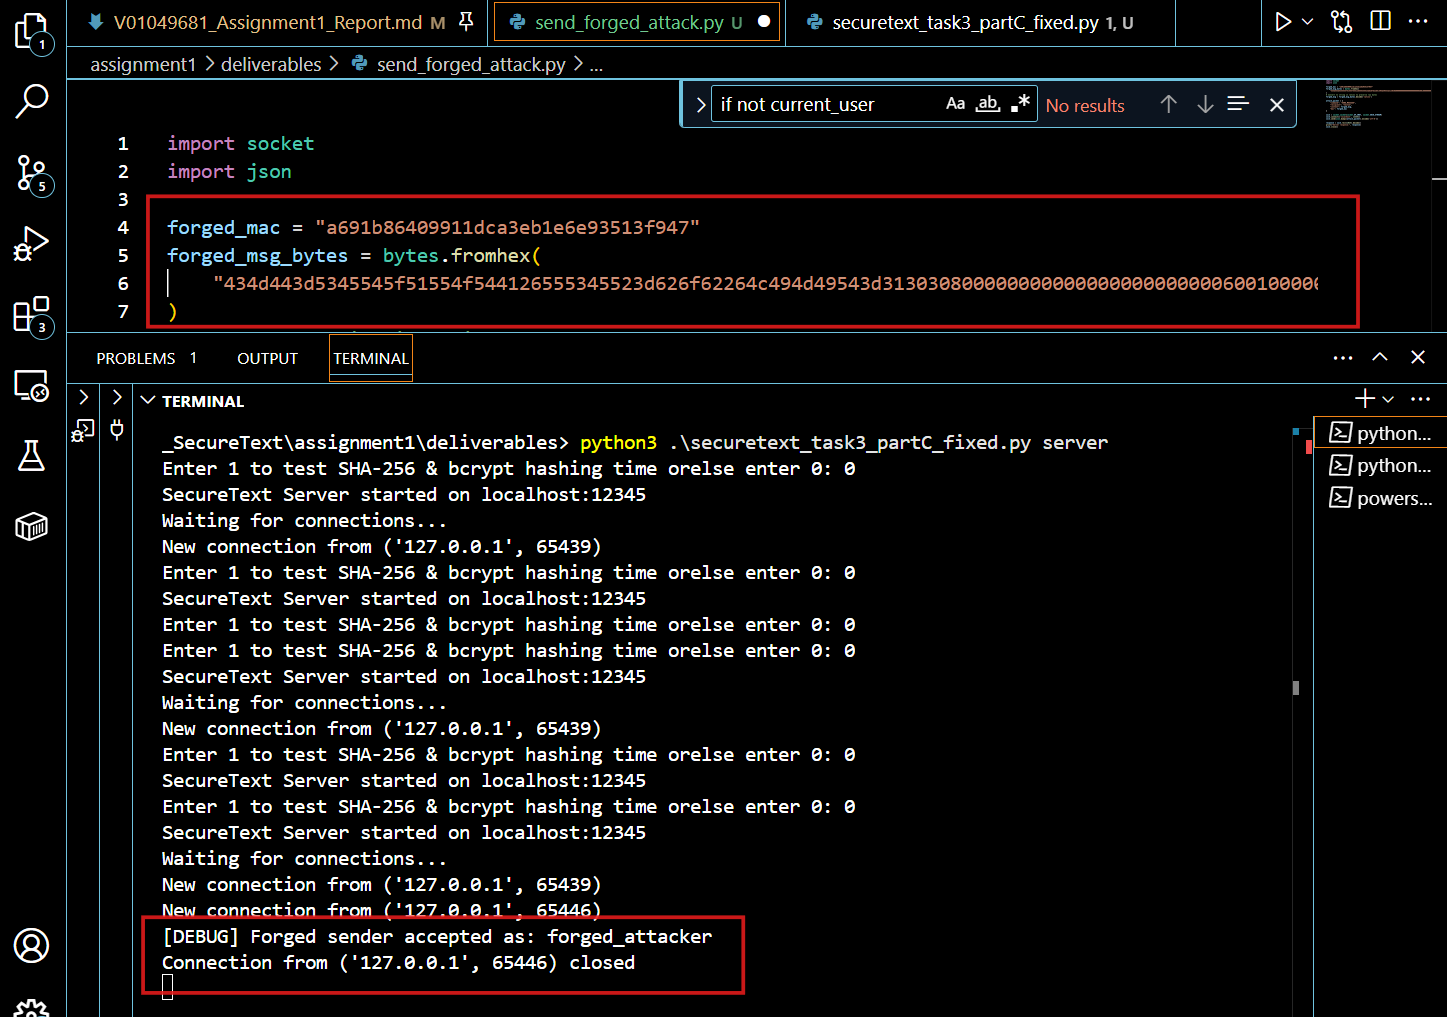 V01049681_Assignment1_Report.md M
send_forged_attack.py U
securetext_task3_partC_fixed.py 1, U
assignment1 > deliverables > send_forged_attack.py > ...
if not current_user
Aa ab .* No results
1 import socket
2 import json
3
4 forged_mac = "a691b86409911dca3eb1e6e93513f947"
5 forged_msg_bytes = bytes.fromhex(
6 "434d443d5345545f51554f544126555345523d626f62264c494d49543d31303080000000000000000000000600100000
7 )
1
5
3
PROBLEMS 1 OUTPUT TERMINAL
TERMINAL
_SecureText\assignment1\deliverables> python3 .\securetext_task3_partC_fixed.py server
Enter 1 to test SHA-256 & bcrypt hashing time orelse enter 0: 0
SecureText Server started on localhost:12345
Waiting for connections...
New connection from ('127.0.0.1', 65439)
Enter 1 to test SHA-256 & bcrypt hashing time orelse enter 0: 0
SecureText Server started on localhost:12345
Enter 1 to test SHA-256 & bcrypt hashing time orelse enter 0: 0
Enter 1 to test SHA-256 & bcrypt hashing time orelse enter 0: 0
SecureText Server started on localhost:12345
Waiting for connections...
New connection from ('127.0.0.1', 65439)
Enter 1 to test SHA-256 & bcrypt hashing time orelse enter 0: 0
SecureText Server started on localhost:12345
Enter 1 to test SHA-256 & bcrypt hashing time orelse enter 0: 0
SecureText Server started on localhost:12345
Waiting for connections...
New connection from ('127.0.0.1', 65439)
New connection from ('127.0.0.1', 65446)
[DEBUG] Forged sender accepted as: forged_attacker
Connection from ('127.0.0.1', 65446) closed
python...
python...
powers...